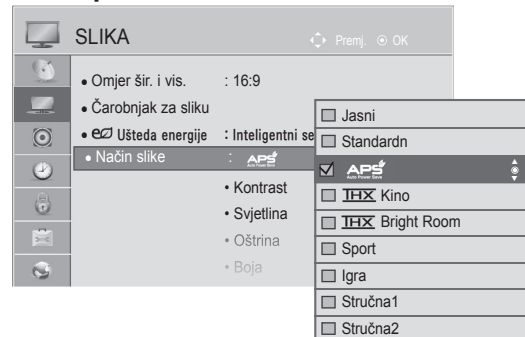 SLIKA
Premj. OK
• Omjer šir. i vis. : 16:9
• Čarobnjak za sliku
• eco Ušteda energije : Inteligentni se
• Način slike : APS Auto Power Save
• Kontrast
• Svjetlina
• Oštrina
• Boja
Jasni
Standardn
APS Auto Power Save
THX Kino
THX Bright Room
Sport
Igra
Stručna1
Stručna2